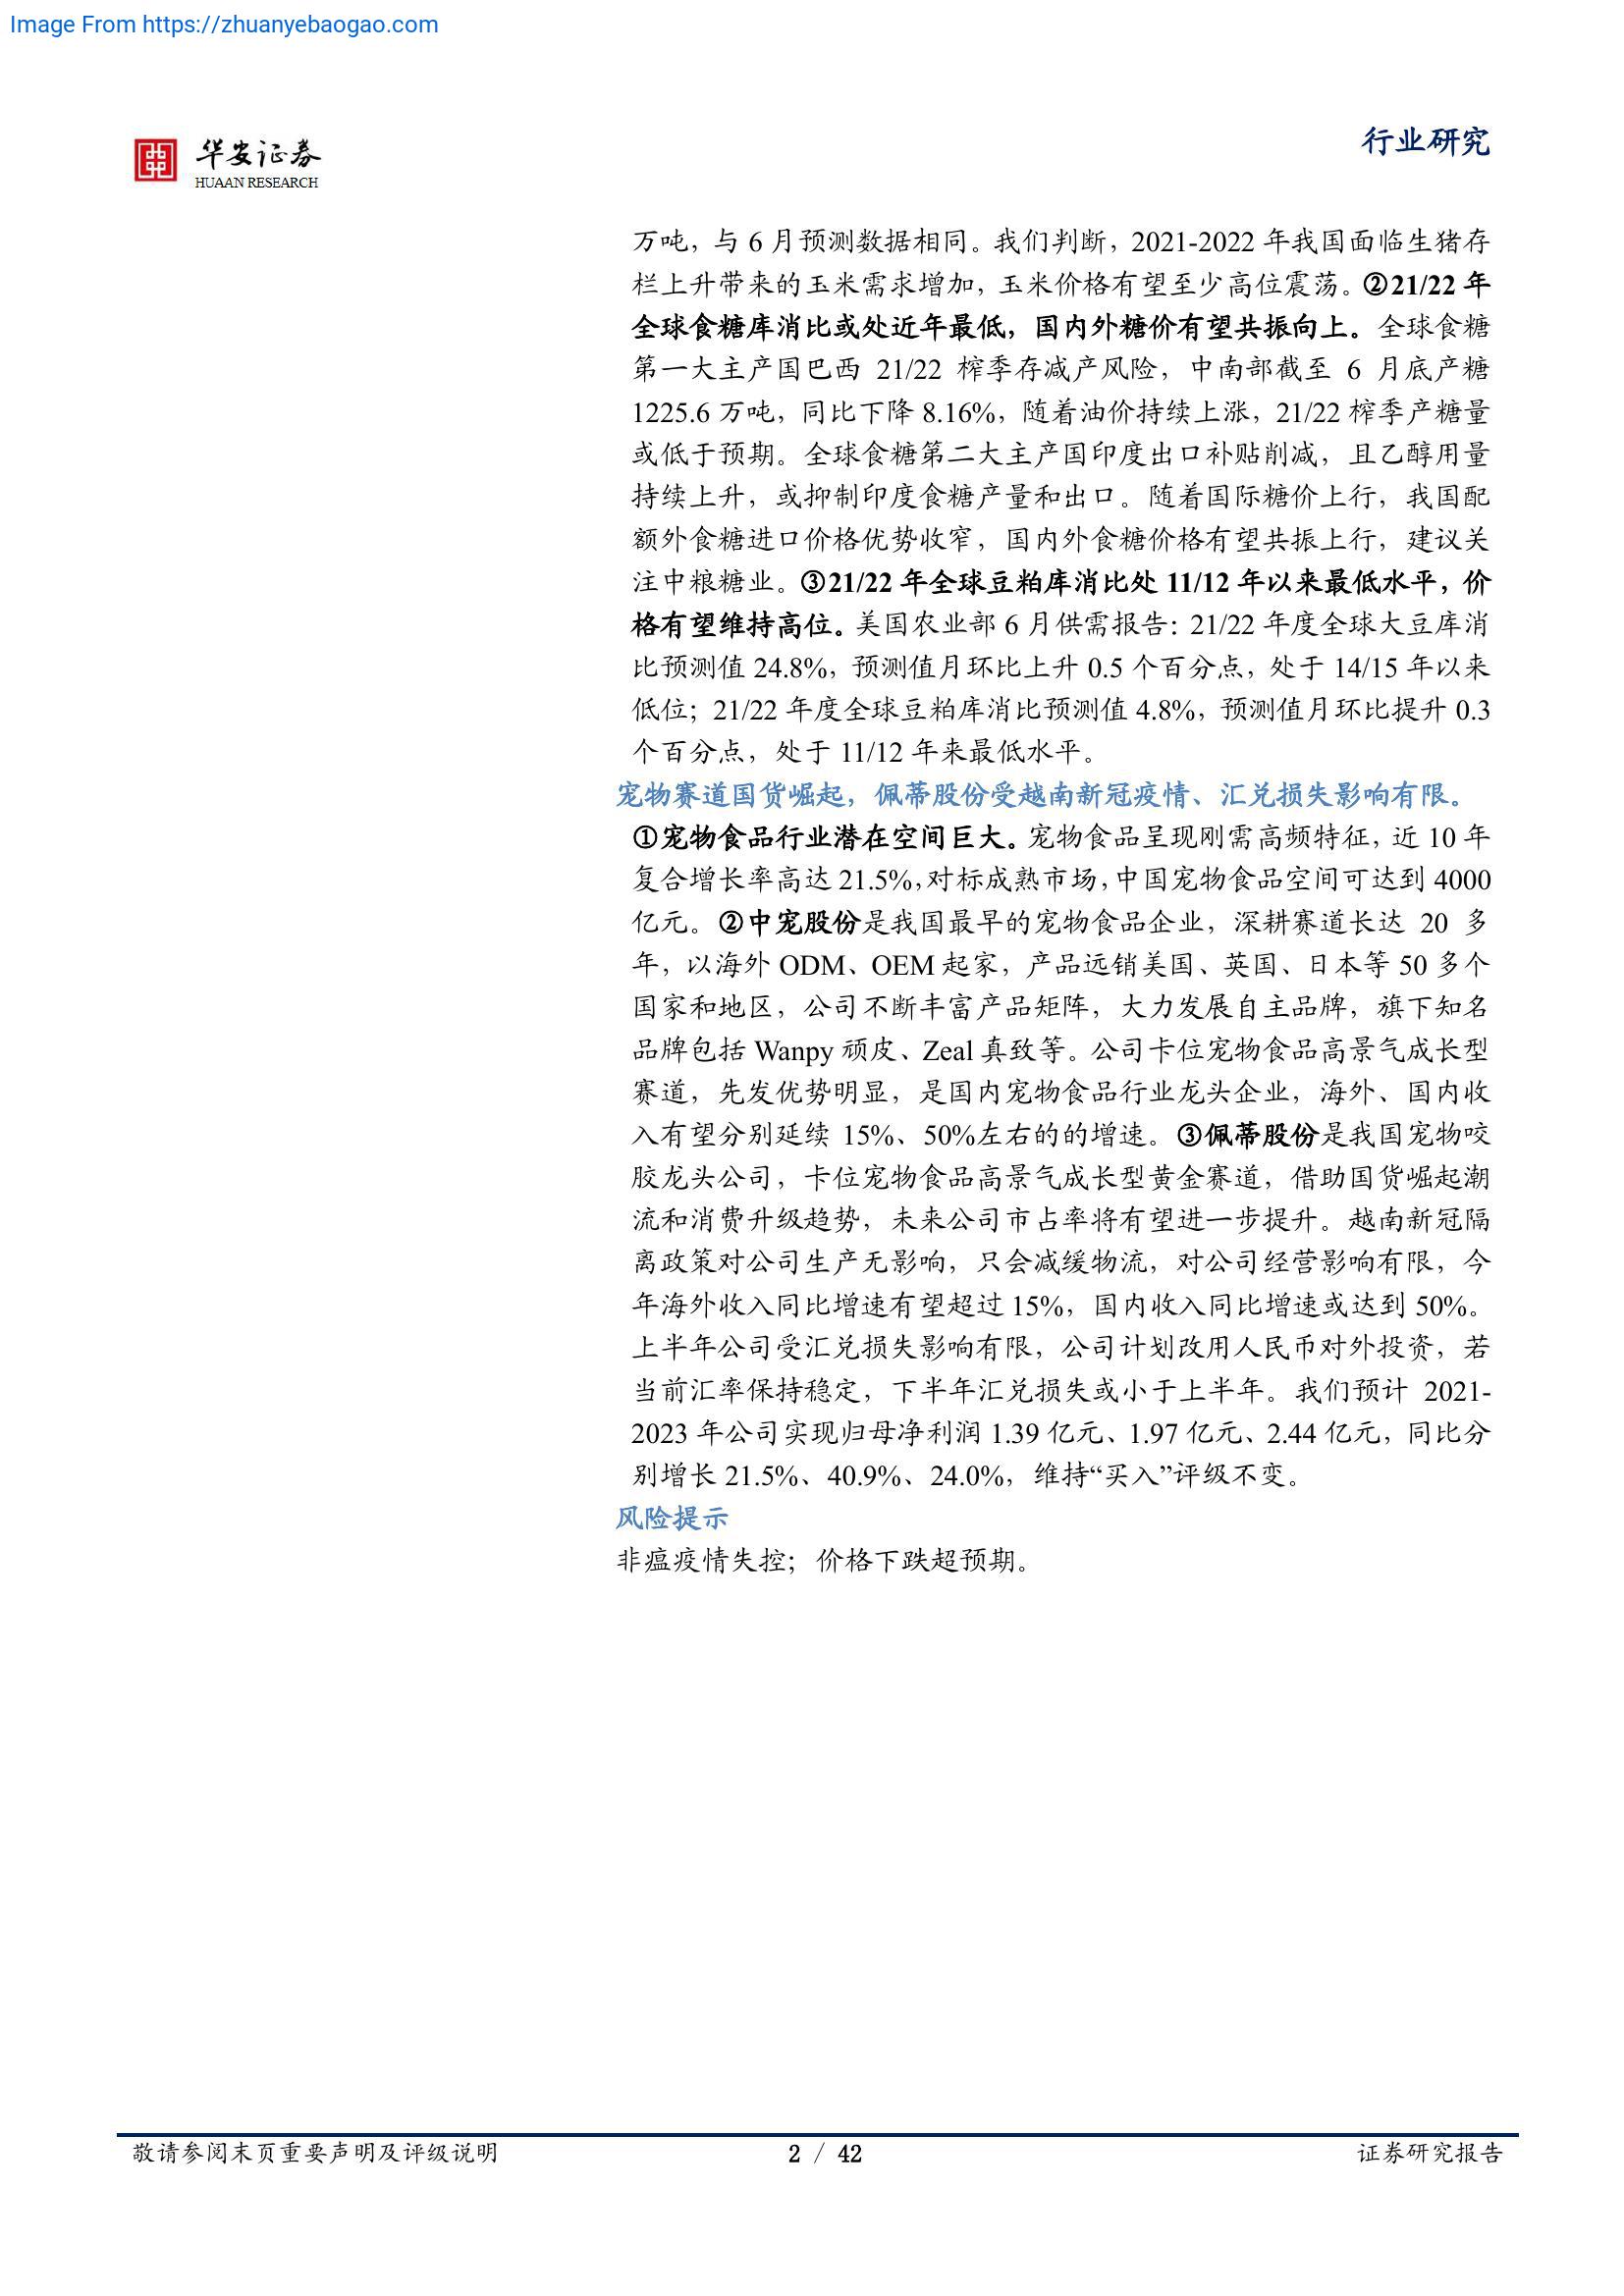 Image From https://zhuanyebaogao.com
华安证券
HUAAN RESEARCH
行业研究
万吨，与 6 月预测数据相同。我们判断，2021-2022 年我国面临生猪存
栏上升带来的玉米需求增加，玉米价格有望至少高位震荡。②21/22 年
全球食糖库消比或处近年最低，国内外糖价有望共振向上。全球食糖
第一大主产国巴西 21/22 榨季存减产风险，中南部截至 6 月底产糖
1225.6 万吨，同比下降 8.16%，随着油价持续上涨，21/22 榨季产糖量
或低于预期。全球食糖第二大主产国印度出口补贴削减，且乙醇用量
持续上升，或抑制印度食糖产量和出口。随着国际糖价上行，我国配
额外食糖进口价格优势收窄，国内外食糖价格有望共振上行，建议关
注中粮糖业。③21/22 年全球豆粕库消比处 11/12 年以来最低水平，价
格有望维持高位。美国农业部 6 月供需报告：21/22 年度全球大豆库消
比预测值 24.8%，预测值月环比上升 0.5 个百分点，处于 14/15 年以来
低位；21/22 年度全球豆粕库消比预测值 4.8%，预测值月环比提升 0.3
个百分点，处于 11/12 年来最低水平。
宠物赛道国货崛起，佩蒂股份受越南新冠疫情、汇兑损失影响有限。
①宠物食品行业潜在空间巨大。宠物食品呈现刚需高频特征，近 10 年
复合增长率高达 21.5%，对标成熟市场，中国宠物食品空间可达到 4000
亿元。②中宠股份是我国最早的宠物食品企业，深耕赛道长达 20 多
年，以海外 ODM、OEM 起家，产品远销美国、英国、日本等 50 多个
国家和地区，公司不断丰富产品矩阵，大力发展自主品牌，旗下知名
品牌包括 Wanpy 顽皮、Zeal 真致等。公司卡位宠物食品高景气成长型
赛道，先发优势明显，是国内宠物食品行业龙头企业，海外、国内收
入有望分别延续 15%、50%左右的的增速。③佩蒂股份是我国宠物咬
胶龙头公司，卡位宠物食品高景气成长型黄金赛道，借助国货崛起潮
流和消费升级趋势，未来公司市占率将有望进一步提升。越南新冠隔
离政策对公司生产无影响，只会减缓物流，对公司经营影响有限，今
年海外收入同比增速有望超过 15%，国内收入同比增速或达到 50%。
上半年公司受汇兑损失影响有限，公司计划改用人民币对外投资，若
当前汇率保持稳定，下半年汇兑损失或小于上半年。我们预计 2021-
2023 年公司实现归母净利润 1.39 亿元、1.97 亿元、2.44 亿元，同比分
别增长 21.5%、40.9%、24.0%，维持“买入”评级不变。
风险提示
非瘟疫情失控；价格下跌超预期。
敬请参阅末页重要声明及评级说明
2 / 42
证券研究报告